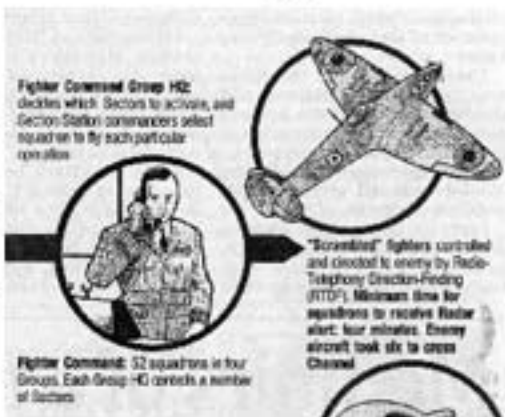 Fighter Command Group HQ:
decides which Sectors to activate, and
Section Station commanders select
squadron to fly each particular
operation
"Scrambled" fighters controlled
and directed to enemy by Radio-
Telephony Direction-Finding
(RTDF). Minimum time for
squadrons to receive Radar
alert: four minutes. Enemy
aircraft took six to cross
Channel
Fighter Command: 52 squadrons in four
Groups. Each Group HQ controls a number
of Sectors